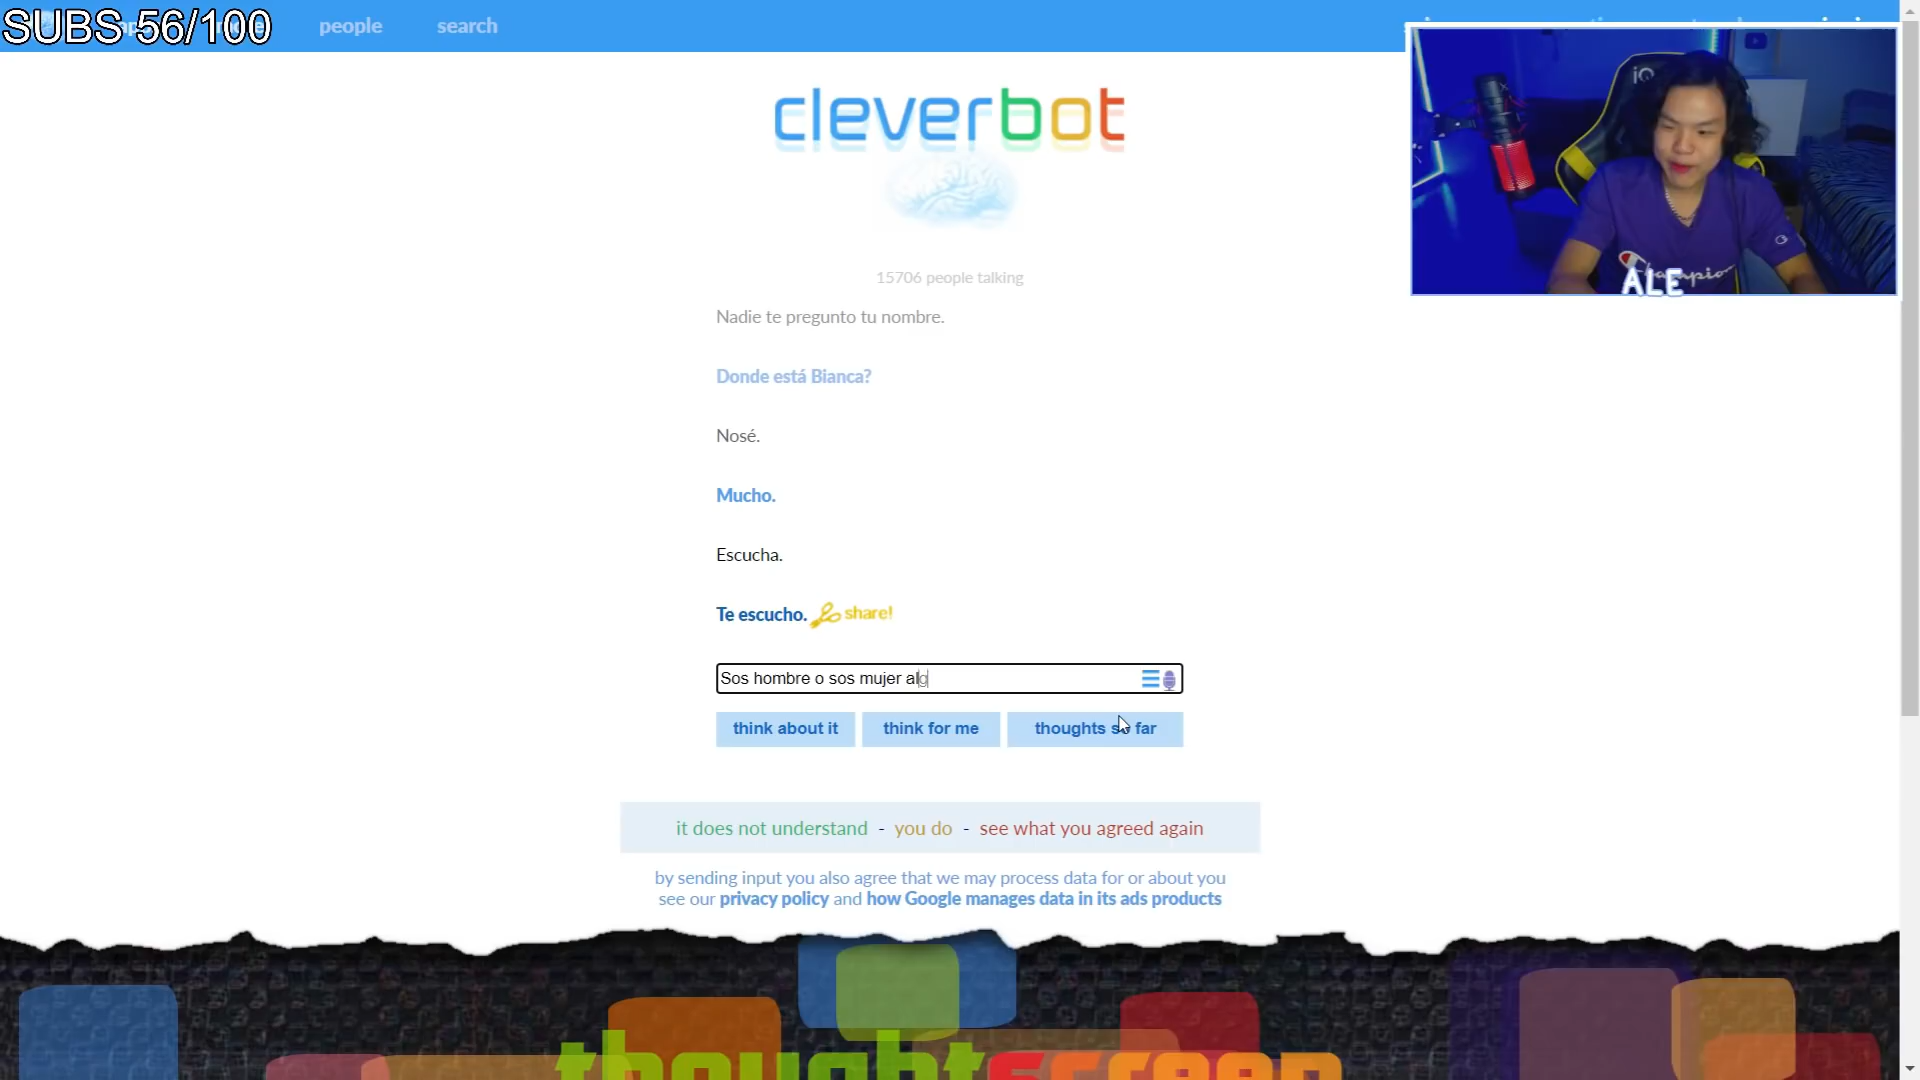 SUBS 56/100
people
search
iQ
cleverbot
Champion
ALE
15706 people talking
Nadie te pregunto tu nombre.
Donde está Bianca?
Nosé.
Mucho.
Escucha.
Te escucho. share!
Sos hombre o sos mujer alg
think about it
think for me
thoughts so far
it does not understand - you do - see what you agreed again
by sending input you also agree that we may process data for or about you
see our privacy policy and how Google manages data in its ads products
thoughtscreen